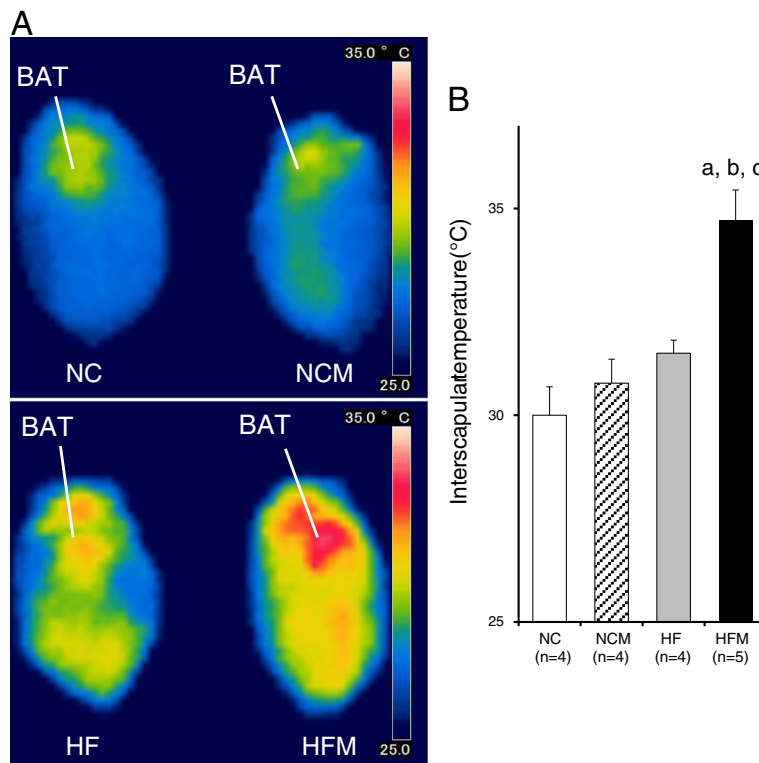 A
35.0 ° C
BAT
BAT
NC
NCM
25.0
35.0 ° C
BAT
BAT
HF
HFM
25.0
B
a, b, c
Interscapulatemperature(°C)
35
30
25
NC
(n=4)
NCM
(n=4)
HF
(n=4)
HFM
(n=5)